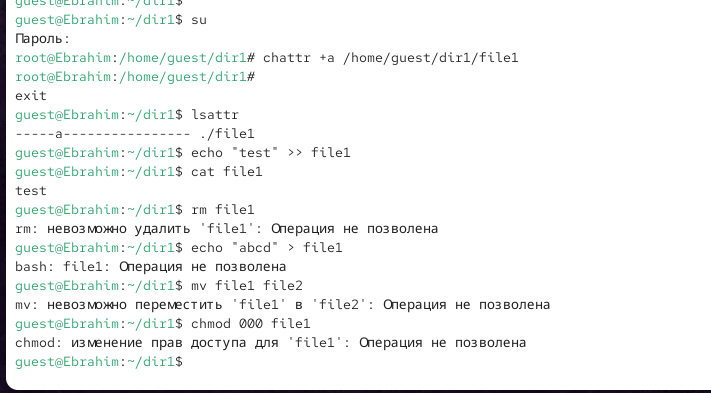 guest@Ebrahim:~/dir1$
guest@Ebrahim:~/dir1$ su
Пароль:
root@Ebrahim:/home/guest/dir1# chattr +a /home/guest/dir1/file1
root@Ebrahim:/home/guest/dir1#
exit
guest@Ebrahim:~/dir1$ lsattr
-----a---------------- ./file1
guest@Ebrahim:~/dir1$ echo "test" >> file1
guest@Ebrahim:~/dir1$ cat file1
test
guest@Ebrahim:~/dir1$ rm file1
rm: невозможно удалить 'file1': Операция не позволена
guest@Ebrahim:~/dir1$ echo "abcd" > file1
bash: file1: Операция не позволена
guest@Ebrahim:~/dir1$ mv file1 file2
mv: невозможно переместить 'file1' в 'file2': Операция не позволена
guest@Ebrahim:~/dir1$ chmod 000 file1
chmod: изменение прав доступа для 'file1': Операция не позволена
guest@Ebrahim:~/dir1$